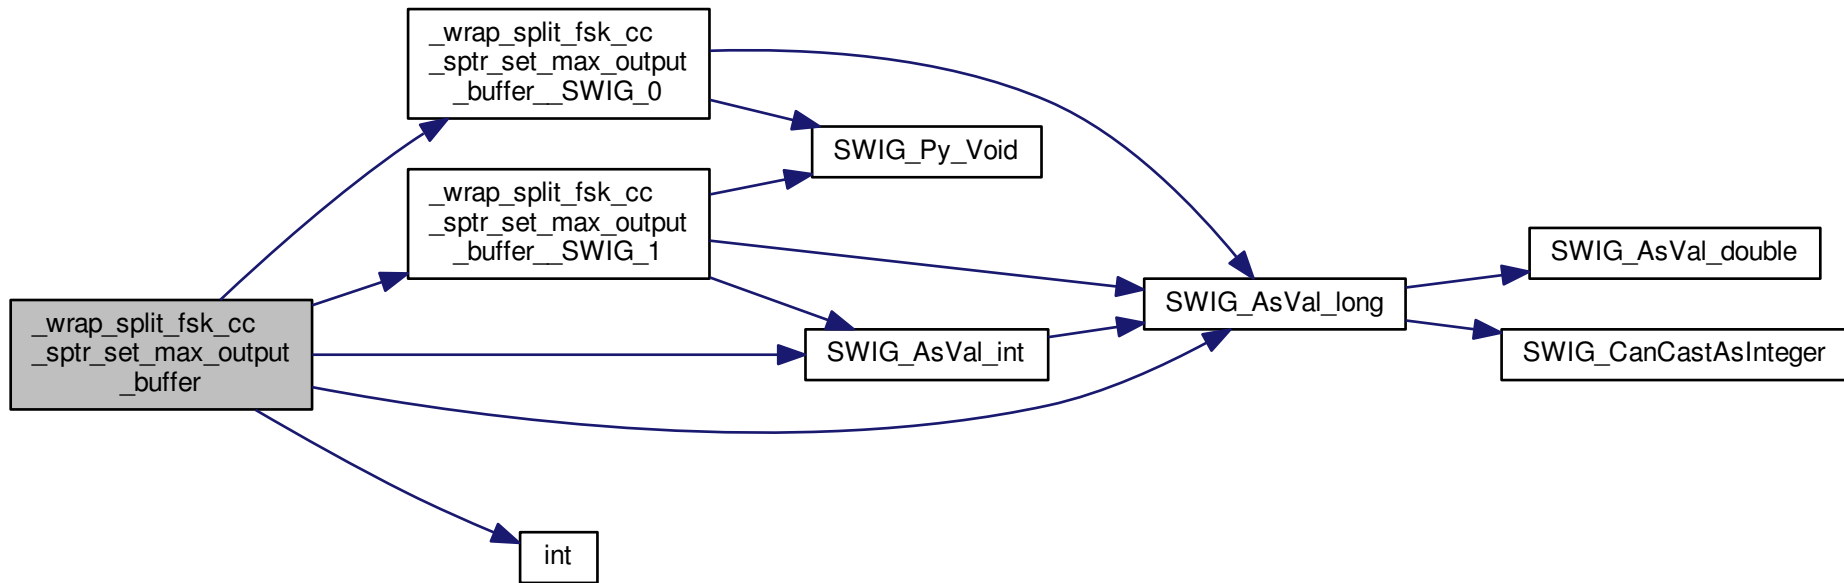 _wrap_split_fsk_cc
_sptr_set_max_output
_buffer__SWIG_0
SWIG_Py_Void
_wrap_split_fsk_cc
_sptr_set_max_output
_buffer__SWIG_1
SWIG_AsVal_double
SWIG_AsVal_long
_wrap_split_fsk_cc
_sptr_set_max_output
_buffer
SWIG_AsVal_int
SWIG_CanCastAsInteger
int